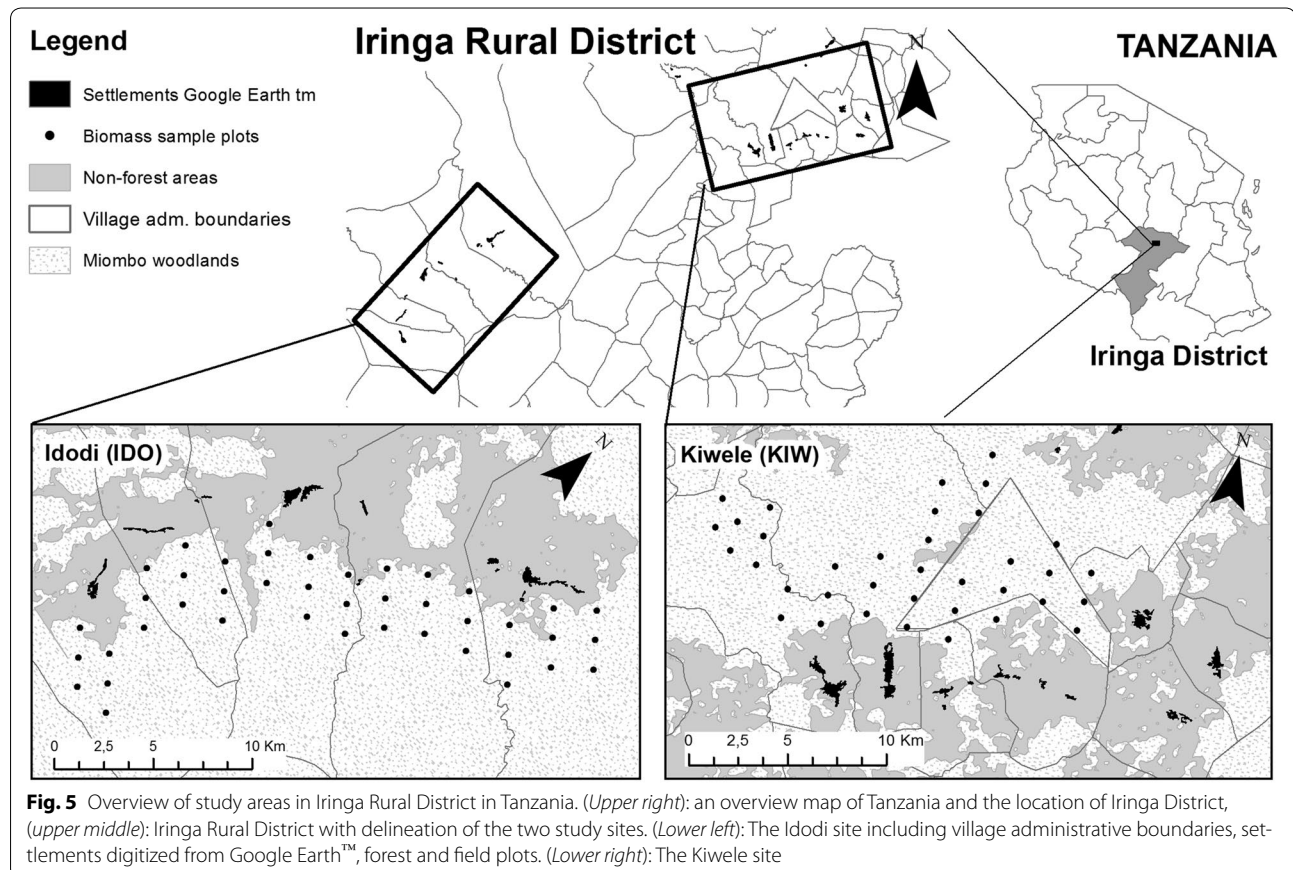 Legend
Settlements Google Earth tm
Biomass sample plots
Non-forest areas
Village adm. boundaries
Miombo woodlands
Iringa Rural District
N
TANZANIA
Iringa District
Idodi (IDO)
N
0 2,5 5 10 Km
Kiwele (KIW)
N
0 2,5 5 10 Km
Fig. 5 Overview of study areas in Iringa Rural District in Tanzania. (Upper right): an overview map of Tanzania and the location of Iringa District,
(upper middle): Iringa Rural District with delineation of the two study sites. (Lower left): The Idodi site including village administrative boundaries, set-
tlements digitized from Google Earth™, forest and field plots. (Lower right): The Kiwele site